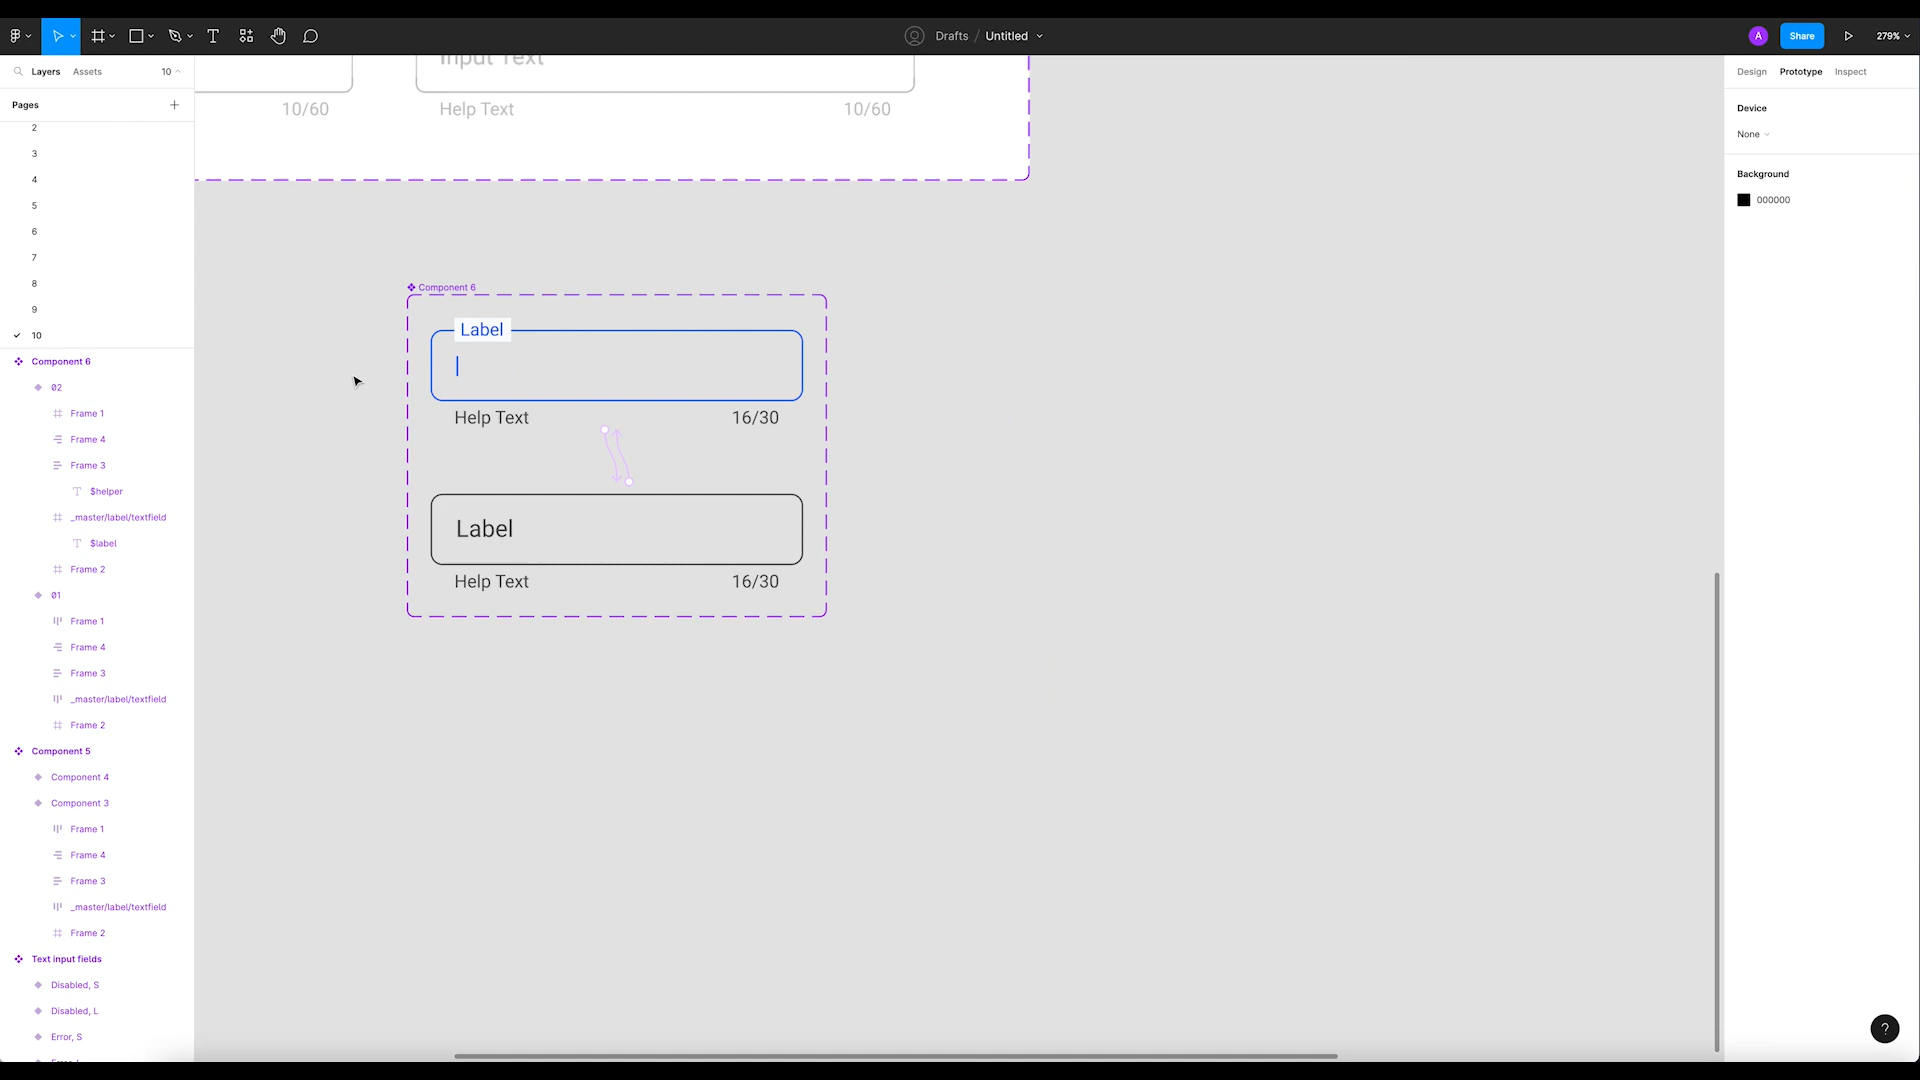 Drafts / Untitled
A
Share
279%
Layers
Assets
10
Pages
2
3
4
5
6
7
8
9
10
Component 6
02
Frame 1
Frame 4
Frame 3
$helper
_master/label/textfield
$label
Frame 2
01
Frame 1
Frame 4
Frame 3
_master/label/textfield
Frame 2
Component 5
Component 4
Component 3
Frame 1
Frame 4
Frame 3
_master/label/textfield
Frame 2
Text input fields
Disabled, S
Disabled, L
Error, S
Input Text
10/60
Help Text
10/60
Component 6
Label
Help Text
16/30
Label
Help Text
16/30
Design
Prototype
Inspect
Device
None
Background
000000
?